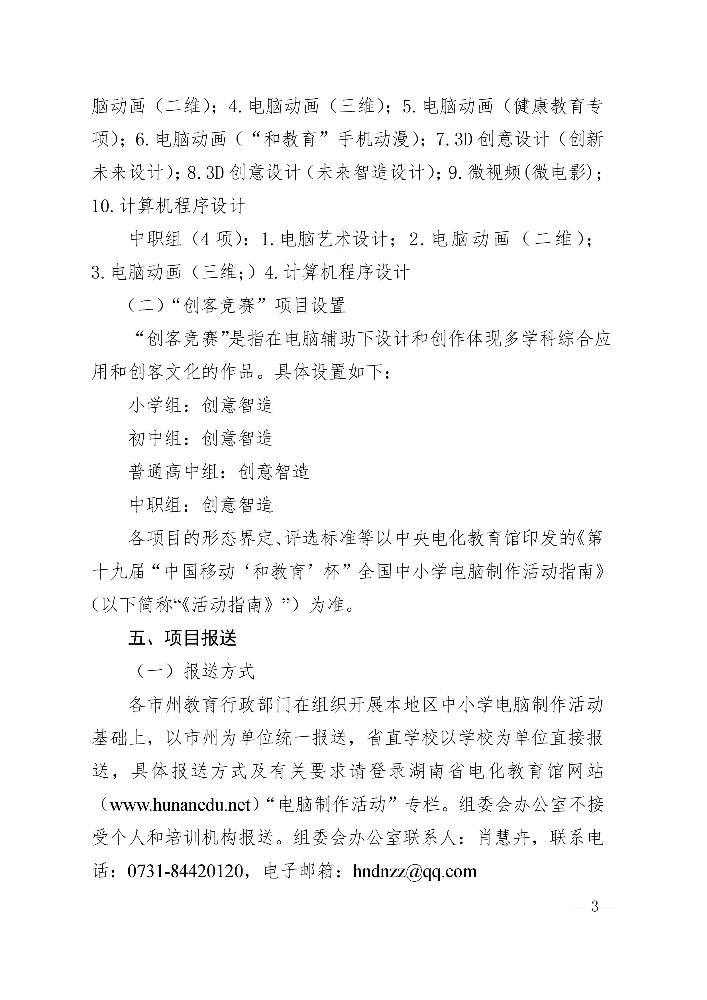 脑动画（二维）；4.电脑动画（三维）；5.电脑动画（健康教育专
项）；6.电脑动画（“和教育”手机动漫）；7.3D创意设计（创新
未来设计）；8.3D创意设计（未来智造设计）；9.微视频(微电影)；
10.计算机程序设计
中职组（4 项）：1.电脑艺术设计；2.电脑动画（二维）；
3.电脑动画（三维；）4.计算机程序设计
（二）“创客竞赛”项目设置
“创客竞赛”是指在电脑辅助下设计和创作体现多学科综合应
用和创客文化的作品。具体设置如下：
小学组：创意智造
初中组：创意智造
普通高中组：创意智造
中职组：创意智造
各项目的形态界定、评选标准等以中央电化教育馆印发的《第
十九届“中国移动‘和教育’杯”全国中小学电脑制作活动指南》
（以下简称“《活动指南》”）为准。
五、项目报送
（一）报送方式
各市州教育行政部门在组织开展本地区中小学电脑制作活动
基础上，以市州为单位统一报送，省直学校以学校为单位直接报
送，具体报送方式及有关要求请登录湖南省电化教育馆网站
（www.hunanedu.net）“电脑制作活动”专栏。组委会办公室不接
受个人和培训机构报送。组委会办公室联系人：肖慧卉，联系电
话：0731-84420120，电子邮箱：hndnzz@qq.com
— 3—